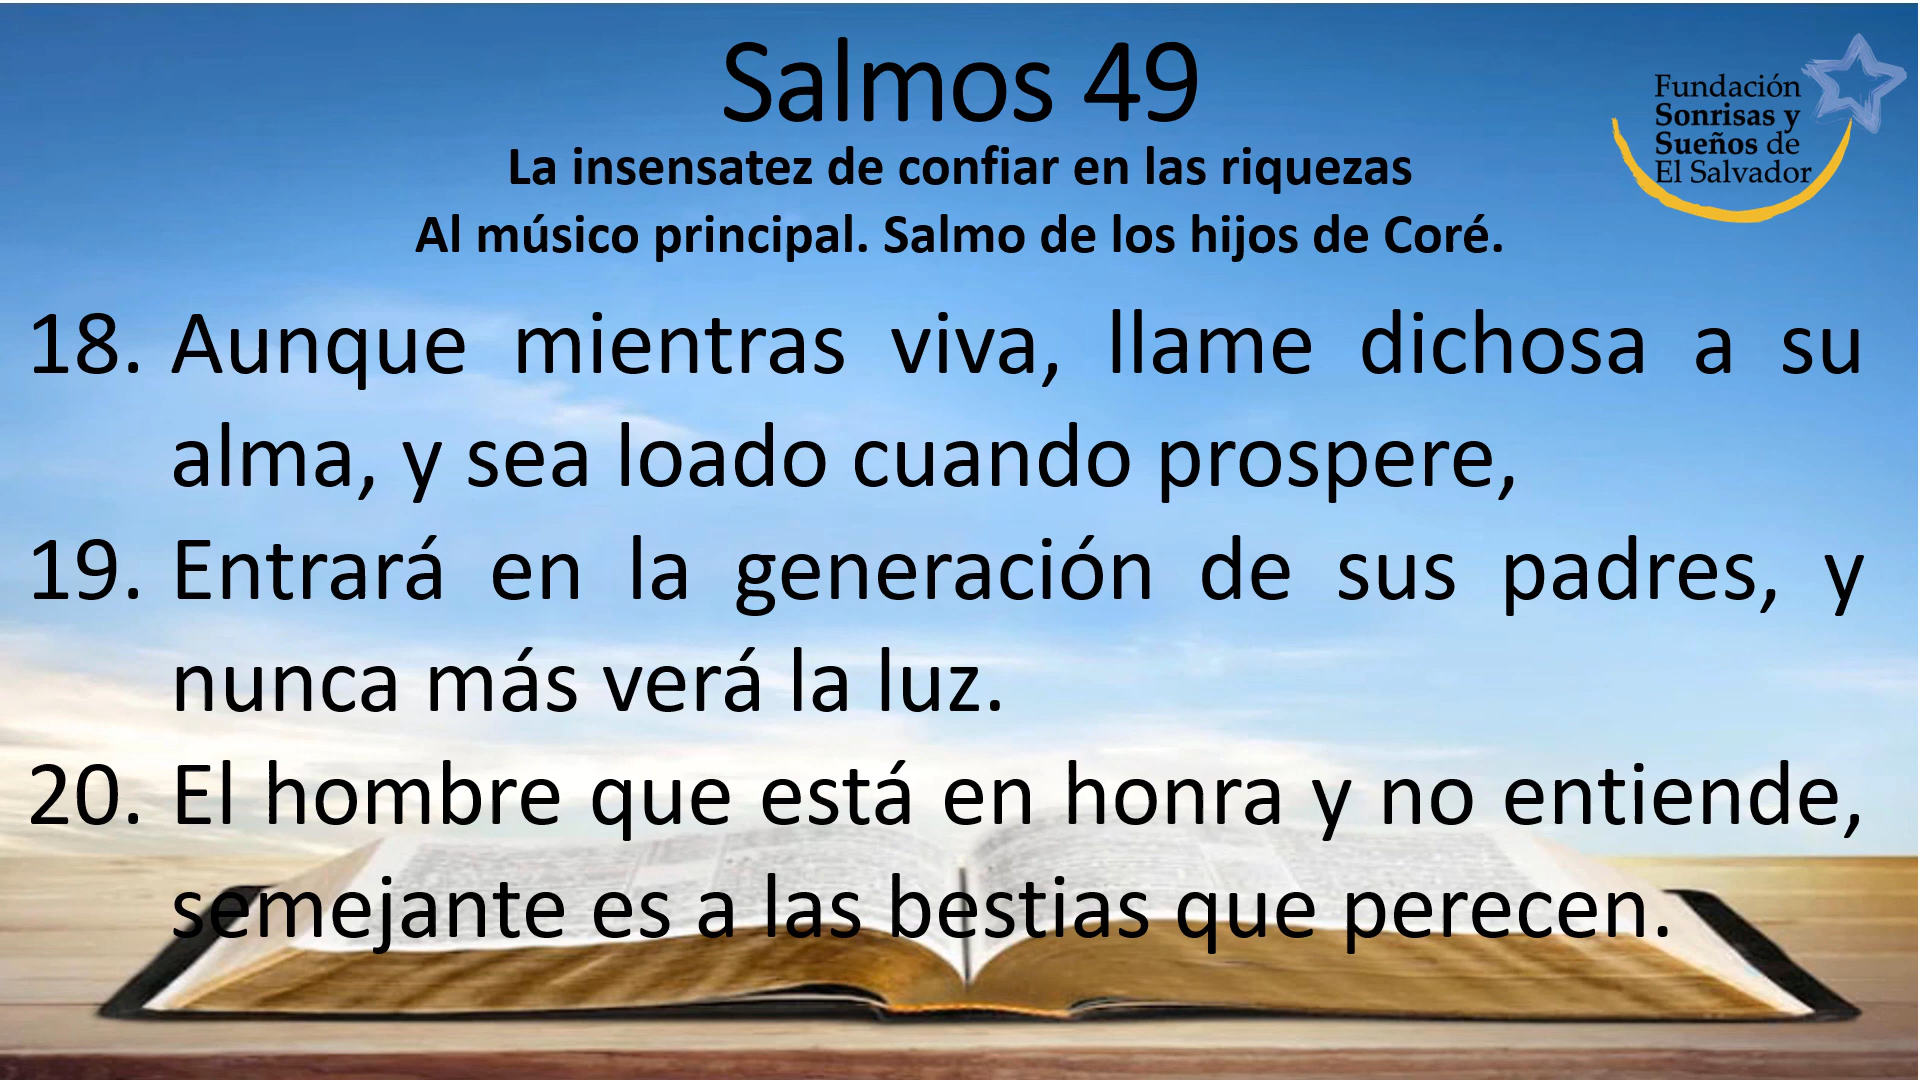 Salmos 49
La insensatez de confiar en las riquezas
Al músico principal. Salmo de los hijos de Coré.
Fundación
Sonrisas y
Sueños de
El Salvador
18. Aunque mientras viva, llame dichosa a su
alma, y sea loado cuando prospere,
19. Entrará en la generación de sus padres, y
nunca más verá la luz.
20. El hombre que está en honra y no entiende,
semejante es a las bestias que perecen.